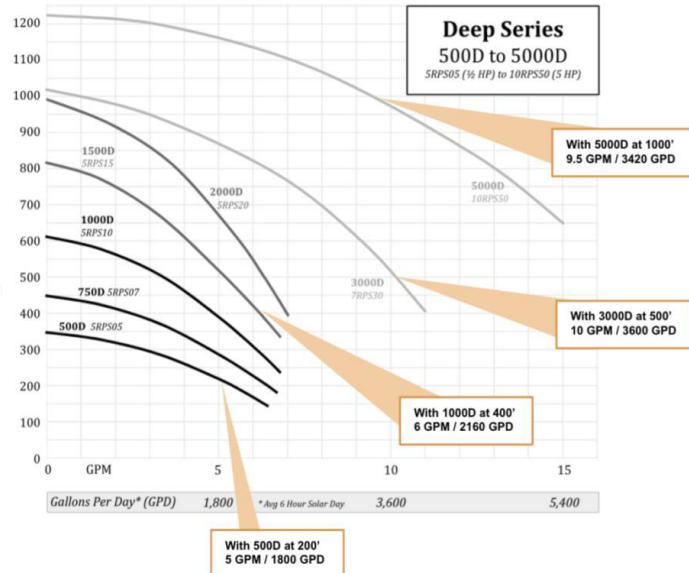 Deep Series
500D to 5000D
5RPS05 (½ HP) to 10RPS50 (5 HP)
1200
1100
1000
900
800
700
600
500
400
300
200
100
0
1500D
5RPS15
2000D
5RPS20
1000D
5RPS10
750D 5RPS07
500D 5RPS05
5000D
10RPS50
3000D
7RPS30
With 5000D at 1000'
9.5 GPM / 3420 GPD
With 3000D at 500'
10 GPM / 3600 GPD
With 1000D at 400'
6 GPM / 2160 GPD
0 GPM 5 10 15
Gallons Per Day* (GPD) 1,800 * Avg 6 Hour Solar Day 3,600 5,400
With 500D at 200'
5 GPM / 1800 GPD